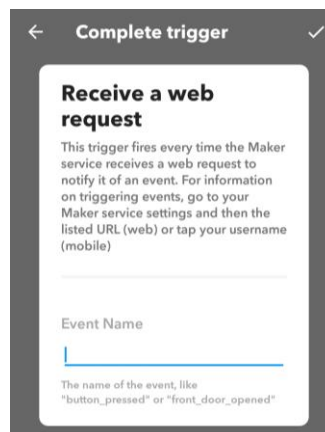 Complete trigger
Receive a web
request
This trigger fires every time the Maker
service receives a web request to
notify it of an event. For information
on triggering events, go to your
Maker service settings and then the
listed URL (web) or tap your username
(mobile)
Event Name
The name of the event, like
"button_pressed" or "front_door_opened"